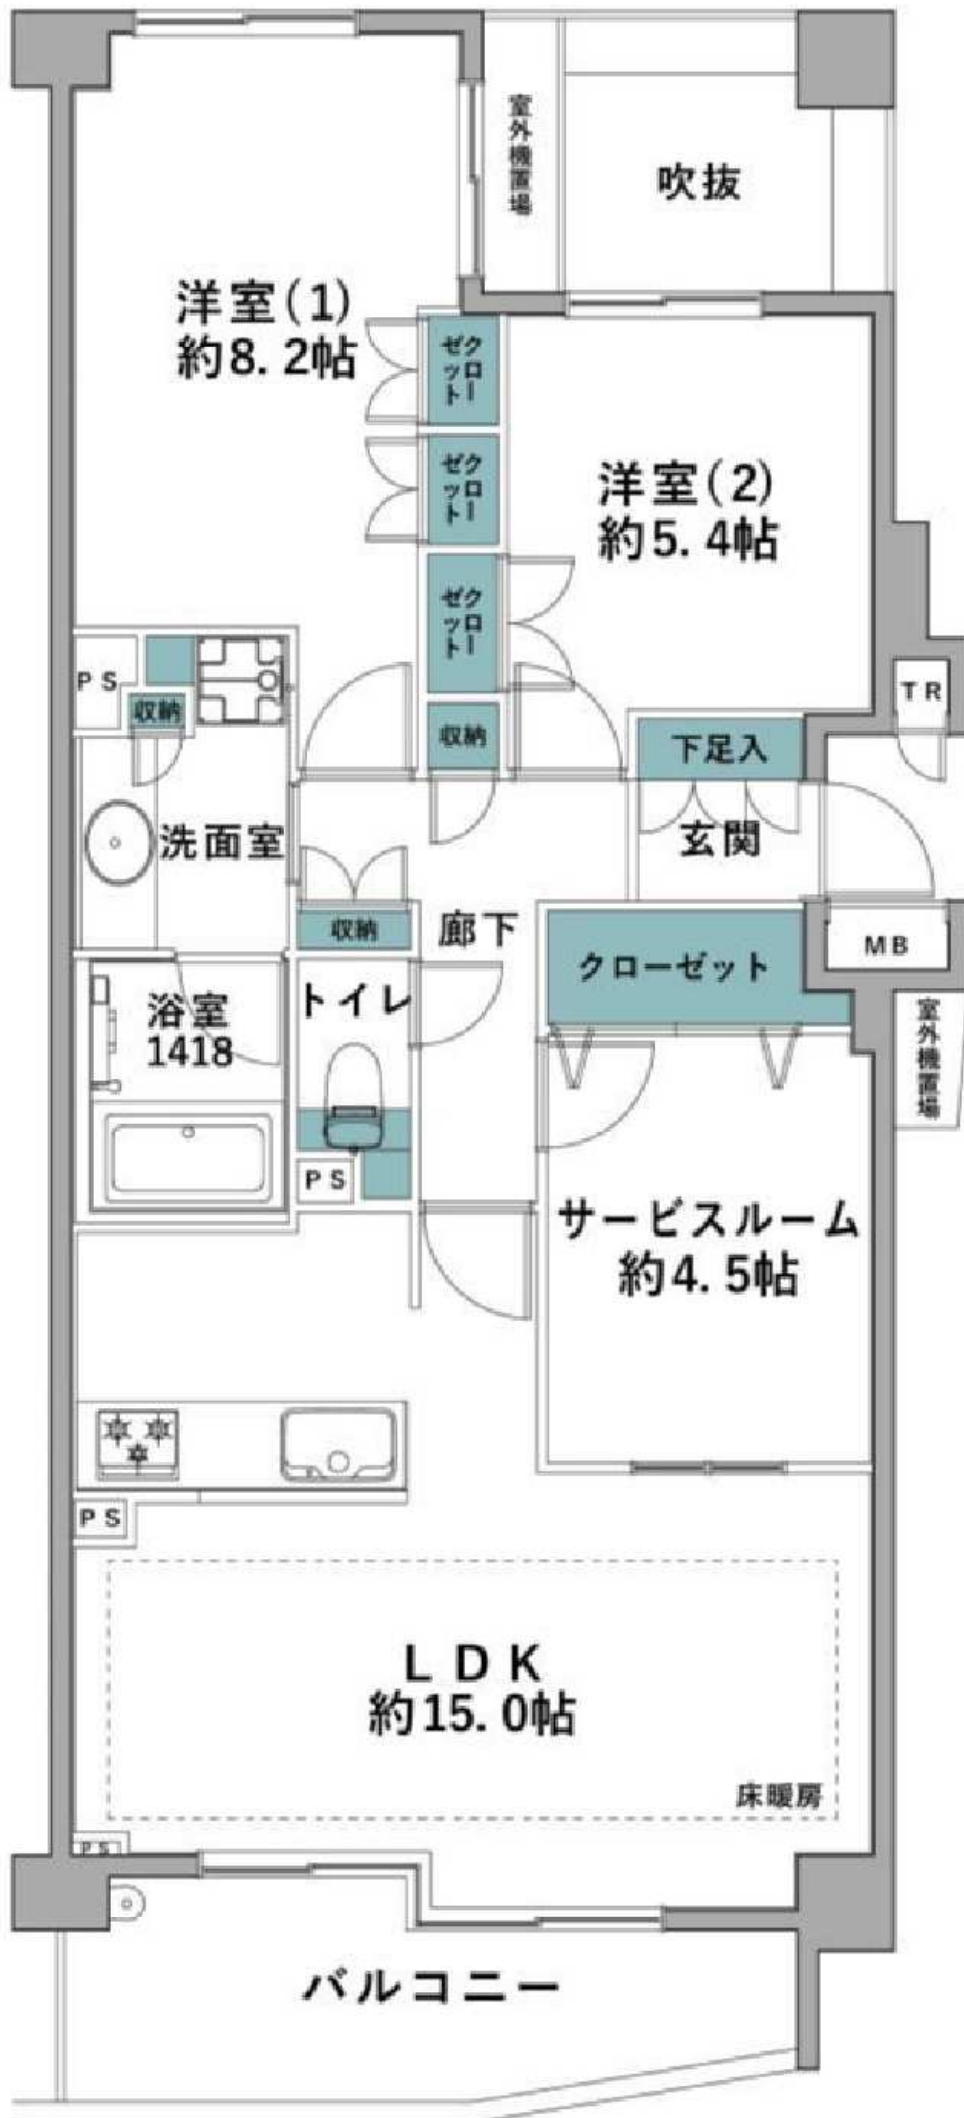 室外機置場
吹抜
洋室(1)
約8.2帖
クローゼット
クローゼット
洋室(2)
約5.4帖
クローゼット
PS
収納
収納
下足入
TR
洗面室
玄関
収納
廊下
クローゼット
MB
浴室
1418
トイレ
室外機置場
PS
サービスルーム
約4.5帖
PS
LDK
約15.0帖
床暖房
PS
バルコニー